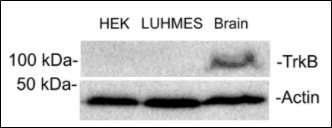 HEK LUHMES Brain
100 kDa- -TrkB
50 kDa-
-Actin